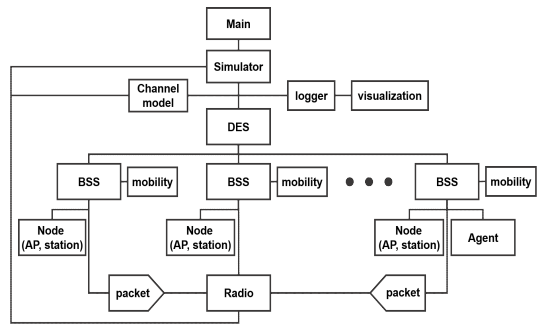 Main
Simulator
Channel
model
logger
visualization
DES
BSS
mobility
BSS
mobility
BSS
mobility
Node
(AP, station)
Node
(AP, station)
Node
(AP, station)
Agent
packet
Radio
packet